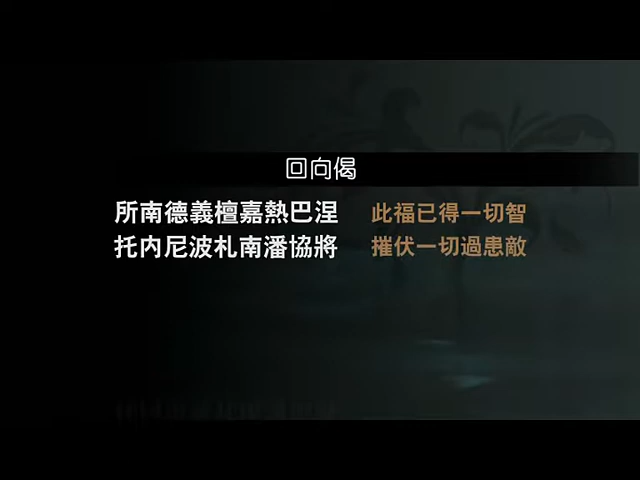 回向偈
所南德義檀嘉熱巴涅 此福已得一切智
托内尼波札南潘協將 摧伏一切過患敵